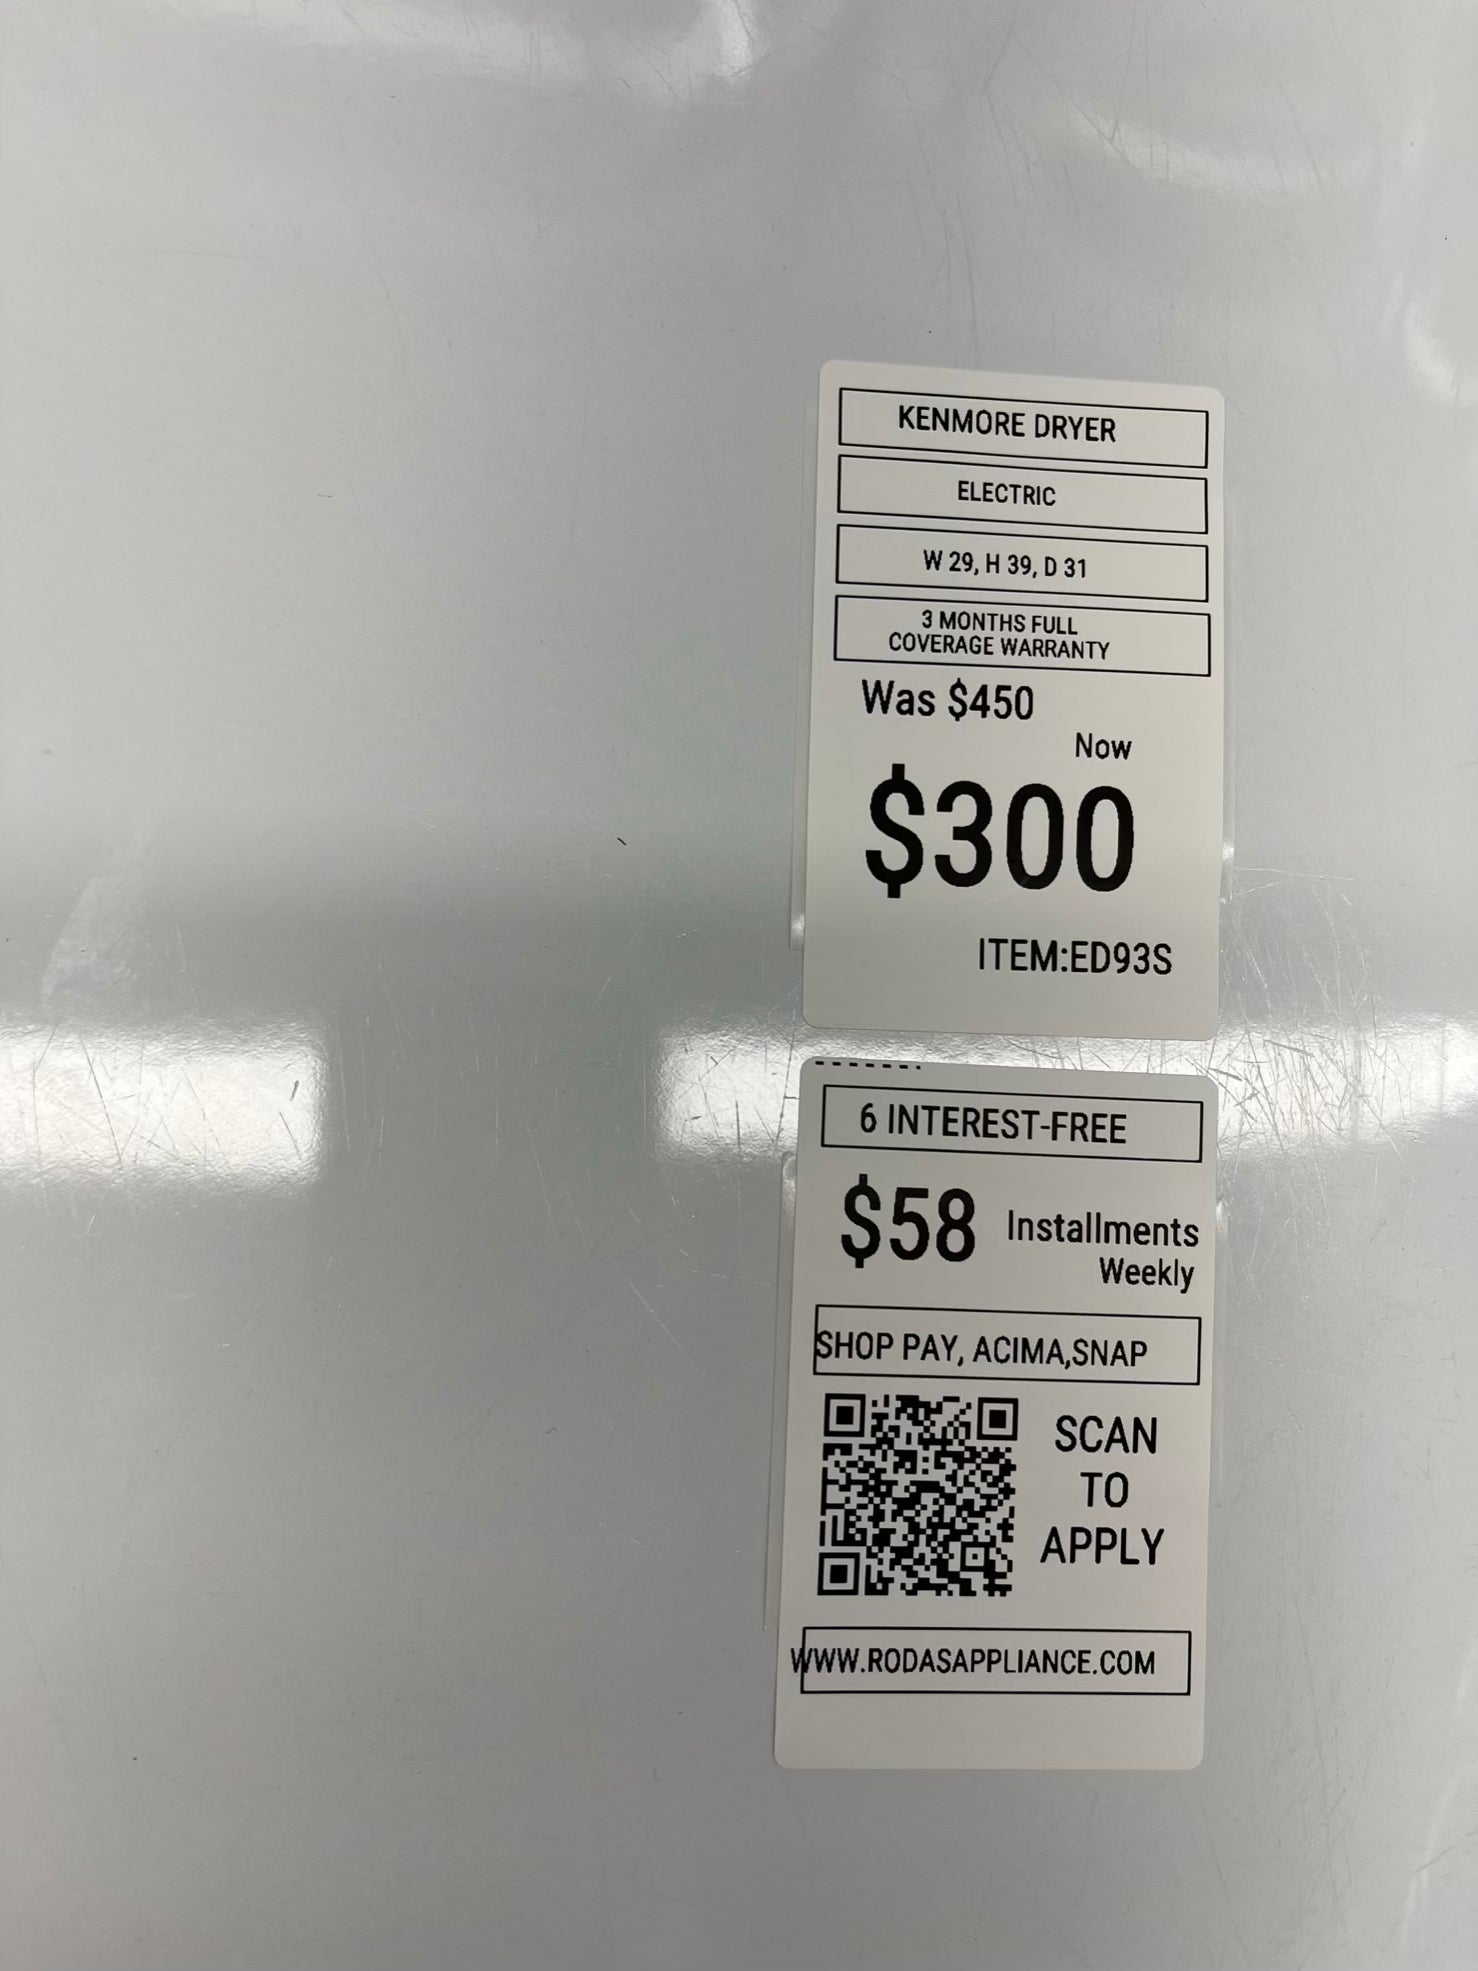 KENMORE DRYER
ELECTRIC
W 29, H 39, D 31
3 MONTHS FULL
COVERAGE WARRANTY
Was $450
Now
$300
ITEM:ED93S
6 INTEREST-FREE
$58 Installments
Weekly
SHOP PAY, ACIMA,SNAP
SCAN
TO
APPLY
WWW.RODASAPPLIANCE.COM